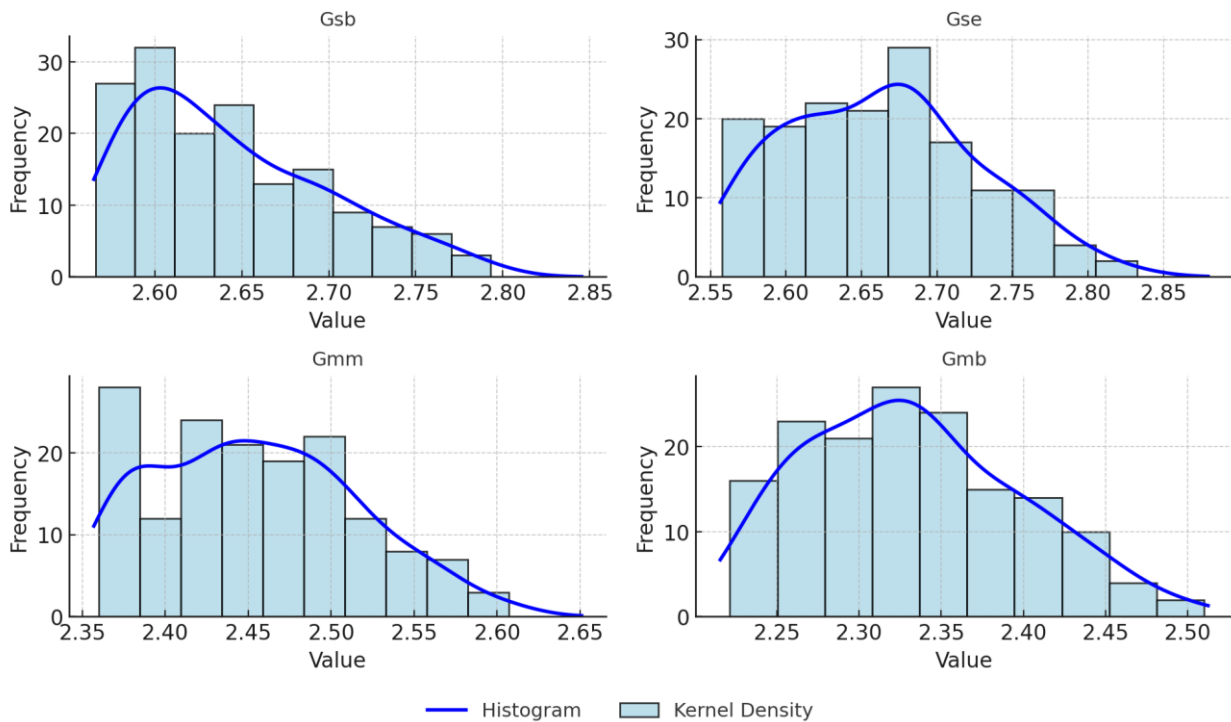 Gsb
30
20
10
0
Frequency
2.60 2.65 2.70 2.75 2.80 2.85
Value
Gse
30
20
10
0
Frequency
2.55 2.60 2.65 2.70 2.75 2.80 2.85
Value
Gmm
20
10
0
Frequency
2.35 2.40 2.45 2.50 2.55 2.60 2.65
Value
Gmb
20
10
0
Frequency
2.25 2.30 2.35 2.40 2.45 2.50
Value
Histogram Kernel Density